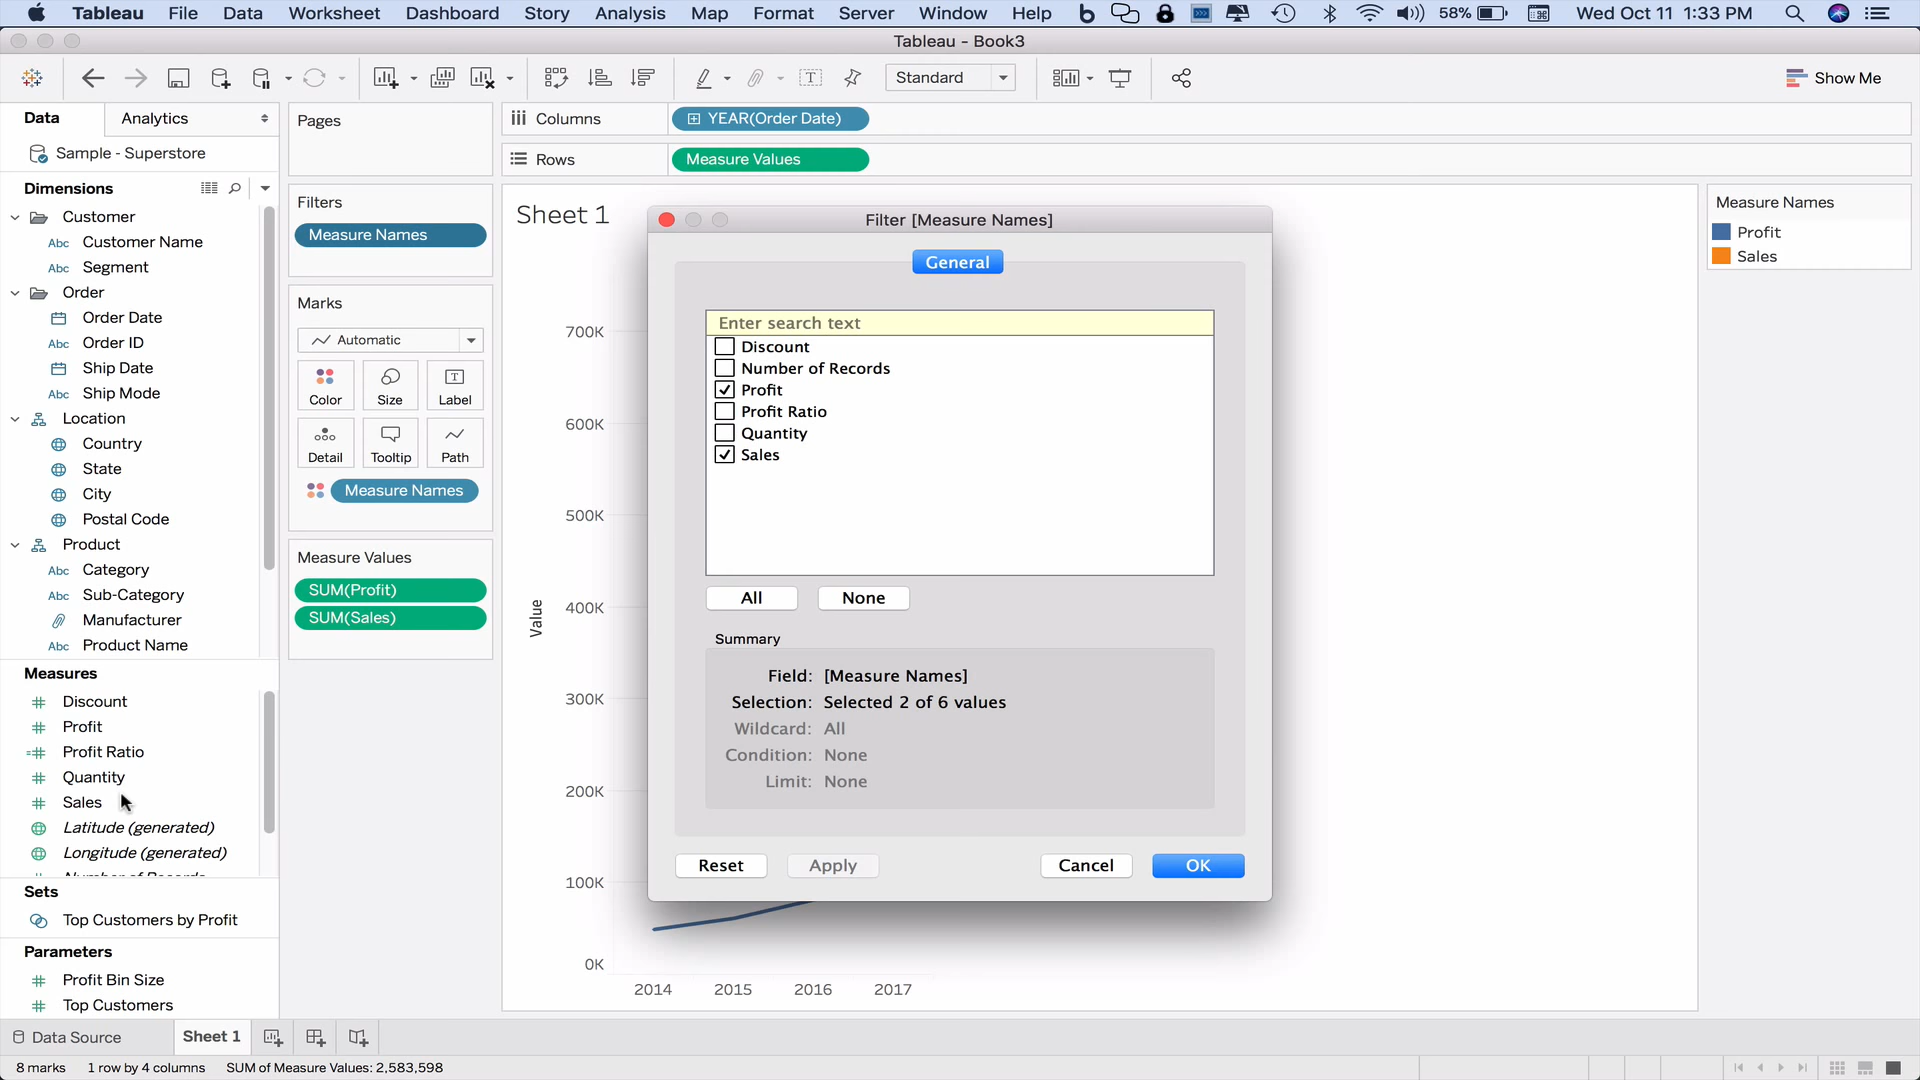 Tableau File Data Worksheet Dashboard Story Analysis Map Format Server Window Help 58% Wed Oct 11 1:33 PM
Tableau - Book3
Standard
Show Me
Data
Analytics
Sample - Superstore
Dimensions
Customer
Abc Customer Name
Abc Segment
Order
Order Date
Abc Order ID
Ship Date
Abc Ship Mode
Location
Country
State
City
Postal Code
Product
Abc Category
Abc Sub-Category
Manufacturer
Abc Product Name
Measures
Discount
Profit
Profit Ratio
Quantity
Sales
Latitude (generated)
Longitude (generated)
Number of Records
Sets
Top Customers by Profit
Parameters
Profit Bin Size
Top Customers
Pages
Filters
Measure Names
Marks
Automatic
Color
Size
Label
Detail
Tooltip
Path
Measure Names
Measure Values
SUM(Profit)
SUM(Sales)
Columns
YEAR(Order Date)
Rows
Measure Values
Sheet 1
Value
700K
600K
500K
400K
300K
200K
100K
0K
2014
2015
2016
2017
Filter [Measure Names]
General
Enter search text
Discount
Number of Records
Profit
Profit Ratio
Quantity
Sales
All
None
Summary
Field: [Measure Names]
Selection: Selected 2 of 6 values
Wildcard: All
Condition: None
Limit: None
Reset
Apply
Cancel
OK
Measure Names
Profit
Sales
Data Source
Sheet 1
8 marks
1 row by 4 columns
SUM of Measure Values: 2,583,598